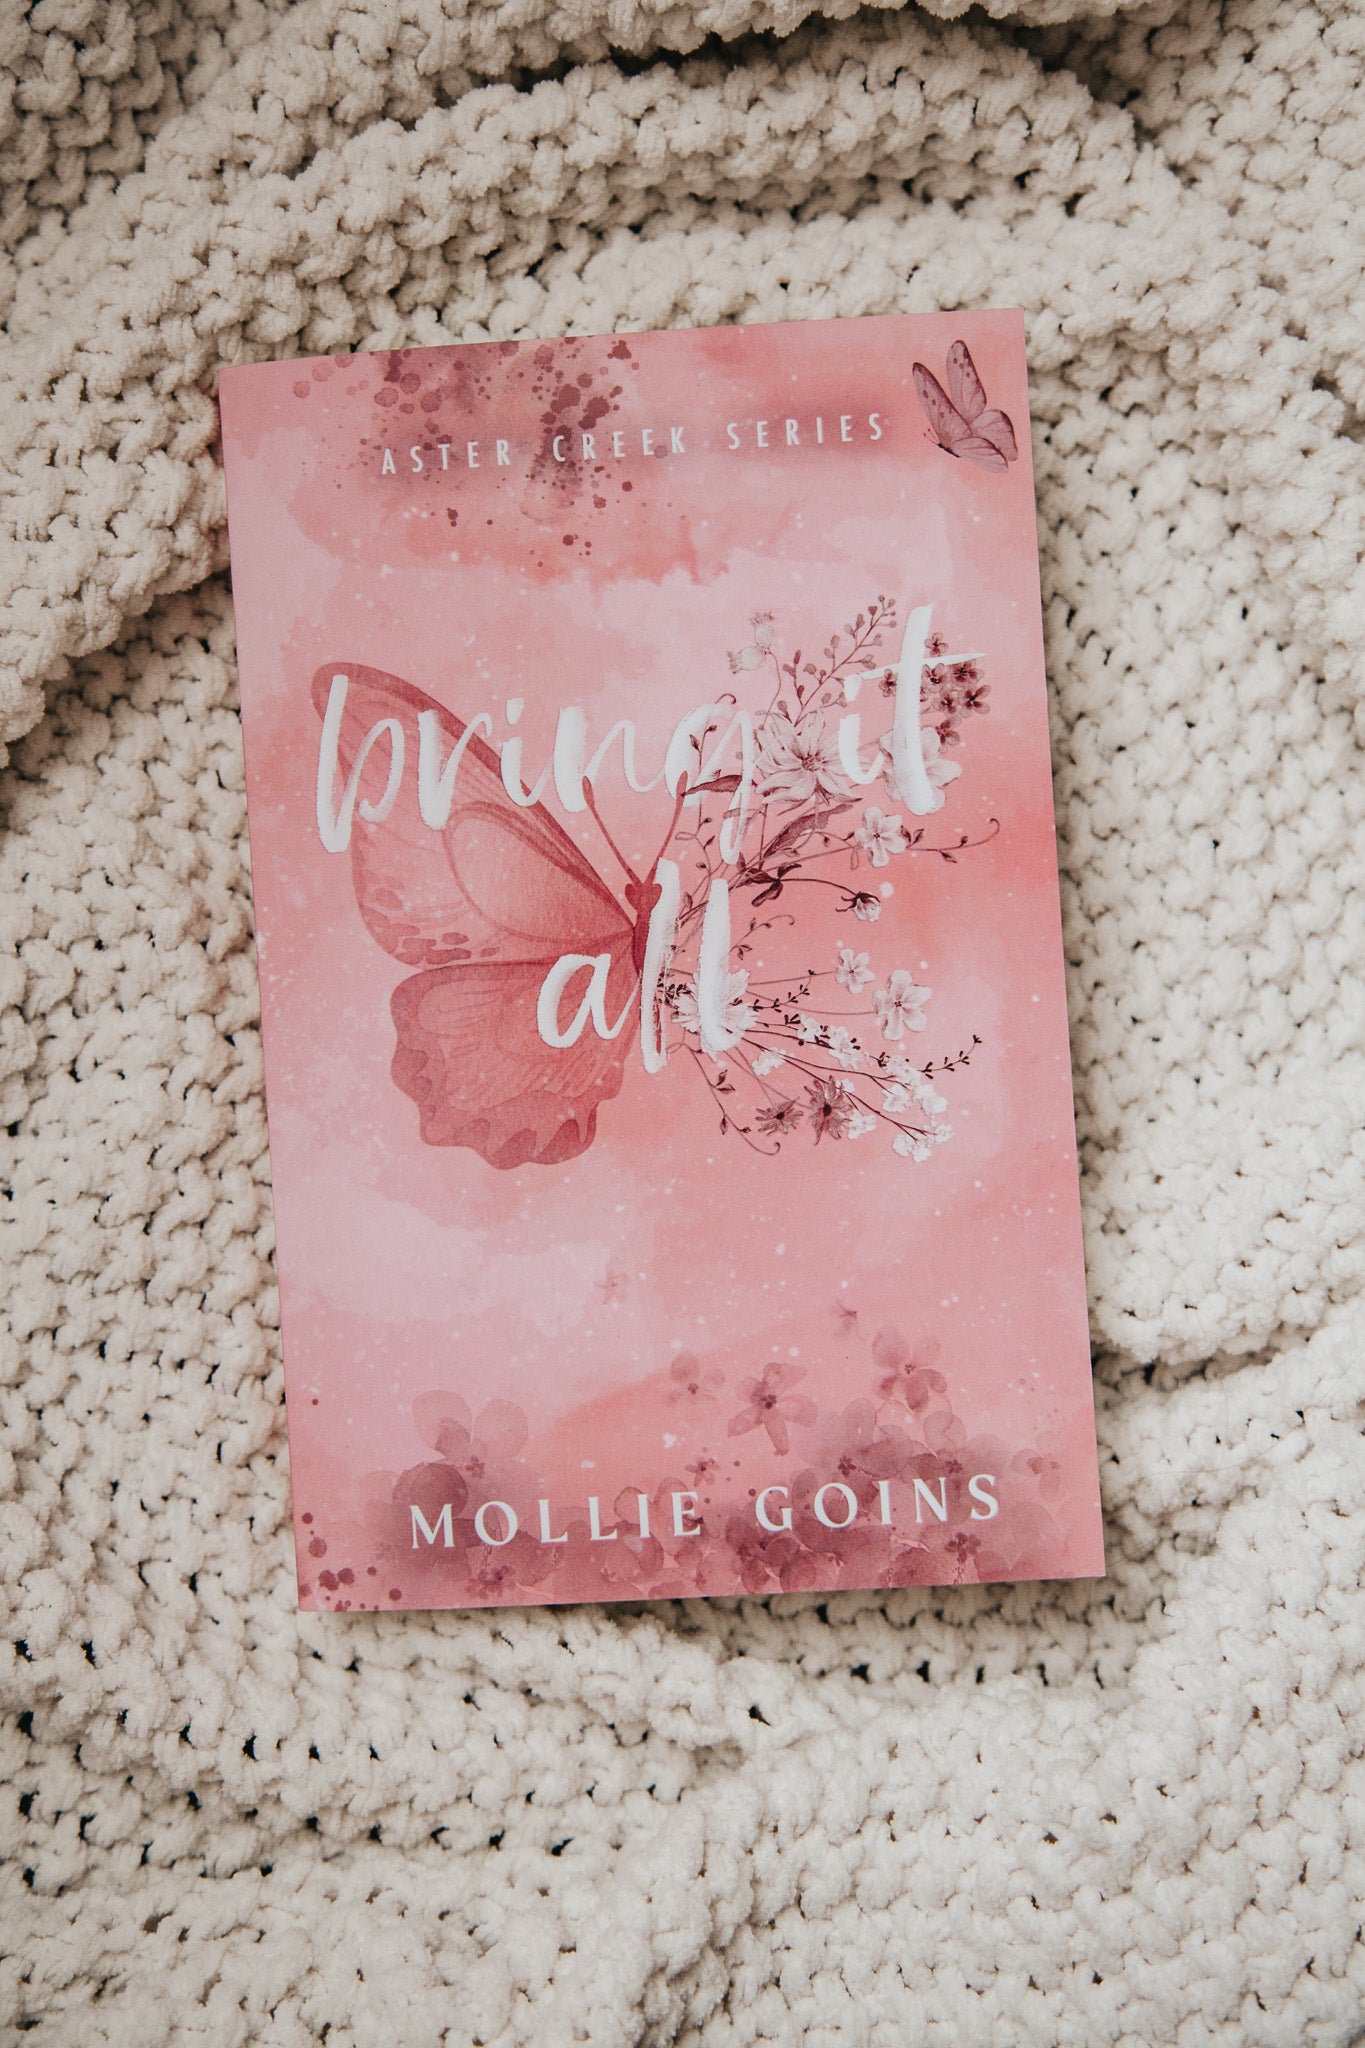 ASTER CREEK SERIES
bring it
all
MOLLIE GOINS